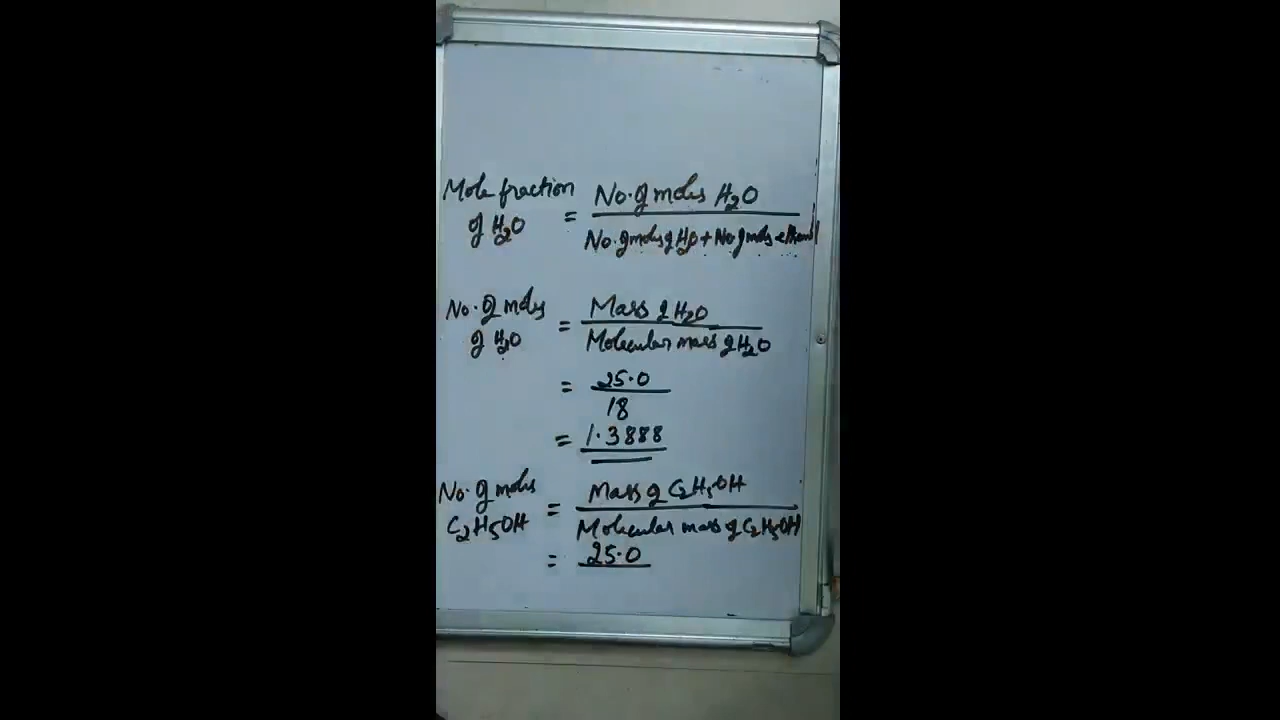 Mole fraction
of H2O = No. of moles H2O
No. of moles of H2O + No of moles ethanol
No. of moles
of H2O = Mass of H2O
Molecular mass of H2O
= 25.0
18
= 1.3888
No. of moles
C2H5OH = Mass of C2H5OH
Molecular mass of C2H5OH
= 25.0